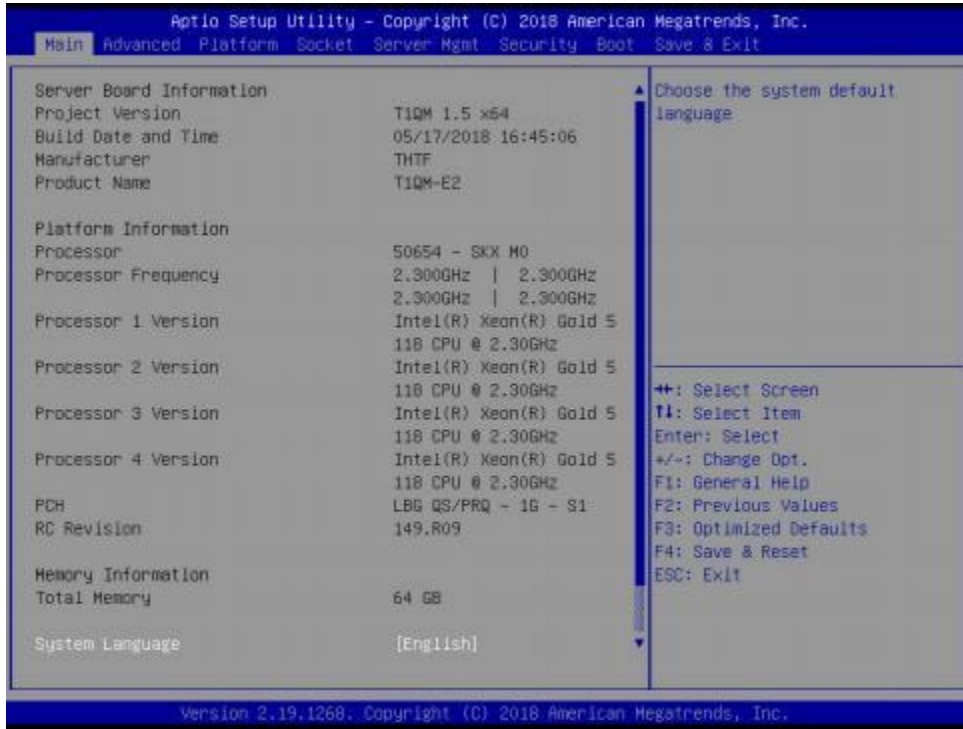 Aptio Setup Utility – Copyright (C) 2018 American Megatrends, Inc.
Main Advanced Platform Socket Server Mgmt Security Boot Save & Exit
Server Board Information
Project Version T1QM 1.5 x64
Build Date and Time 05/17/2018 16:45:06
Manufacturer THTF
Product Name T1QM-E2
Platform Information
Processor 50654 - SKX M0
Processor Frequency 2.300GHz | 2.300GHz
2.300GHz | 2.300GHz
Processor 1 Version Intel(R) Xeon(R) Gold 5
118 CPU @ 2.30GHz
Processor 2 Version Intel(R) Xeon(R) Gold 5
118 CPU @ 2.30GHz
Processor 3 Version Intel(R) Xeon(R) Gold 5
118 CPU @ 2.30GHz
Processor 4 Version Intel(R) Xeon(R) Gold 5
118 CPU @ 2.30GHz
PCH LBG QS/PRQ - 1G - S1
RC Revision 149.R09
Memory Information
Total Memory 64 GB
System Language [English]
Choose the system default
language
→←: Select Screen
↑↓: Select Item
Enter: Select
+/-: Change Opt.
F1: General Help
F2: Previous Values
F3: Optimized Defaults
F4: Save & Reset
ESC: Exit
Version 2.19.1268. Copyright (C) 2018 American Megatrends, Inc.